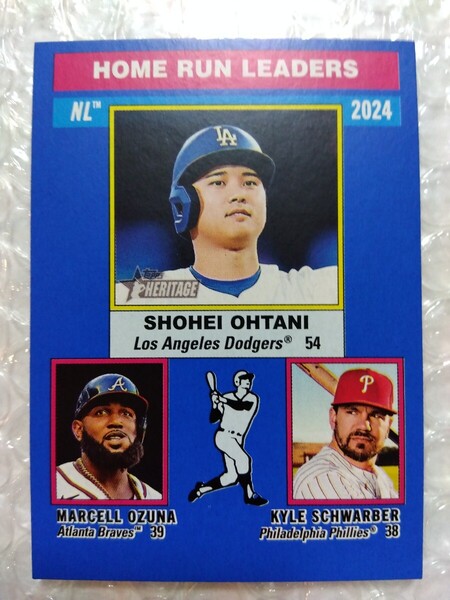 HOME RUN LEADERS
NL™ 2024
LA
Topps
HERITAGE
SHOHEI OHTANI
Los Angeles Dodgers® 54
A
P
MARCELL OZUNA
Atlanta Braves™ 39
KYLE SCHWARBER
Philadelphia Phillies® 38